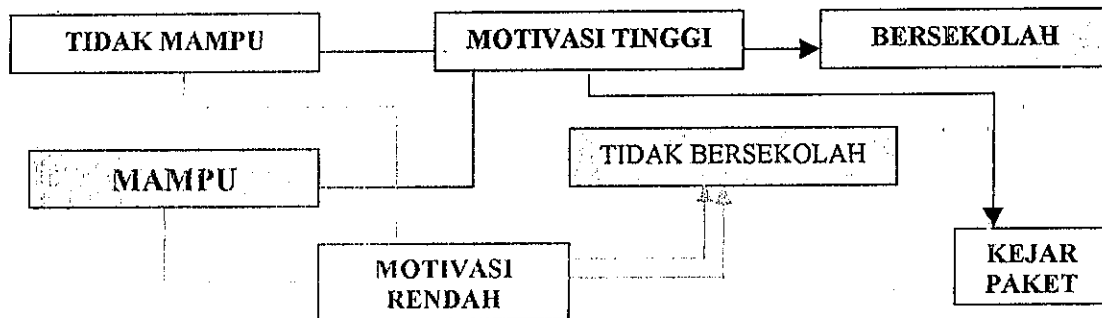 TIDAK MAMPU
MOTIVASI TINGGI
BERSEKOLAH
TIDAK BERSEKOLAH
MAMPU
MOTIVASI
RENDAH
KEJAR
PAKET